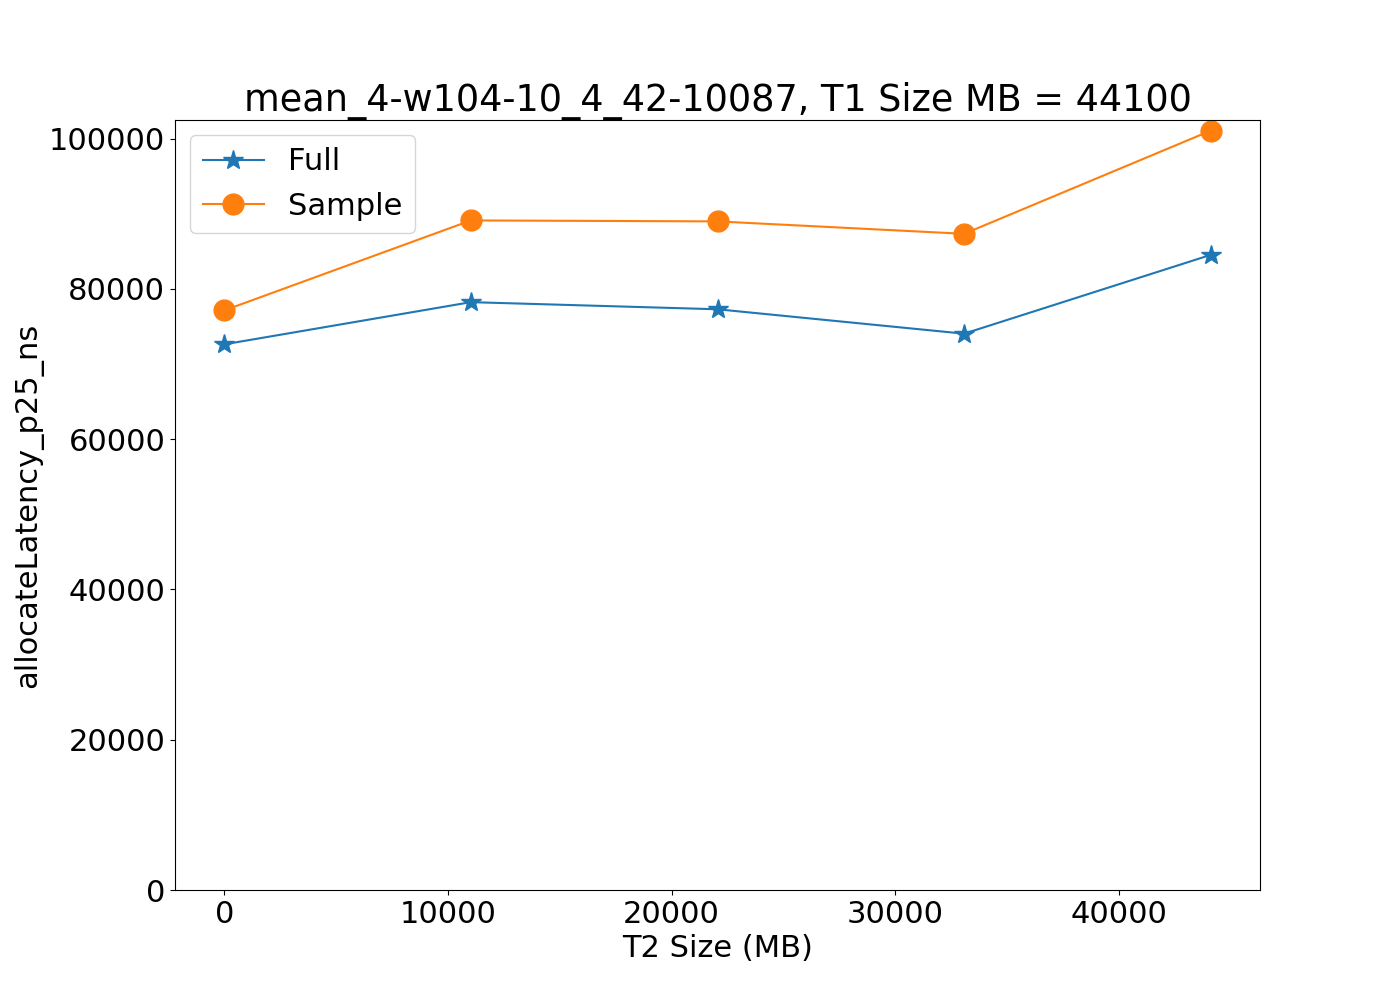 mean_4-w104-10_4_42-10087, T1 Size MB = 44100
Full
Sample
allocateLatency_p25_ns
100000
80000
60000
40000
20000
0
0 10000 20000 30000 40000
T2 Size (MB)